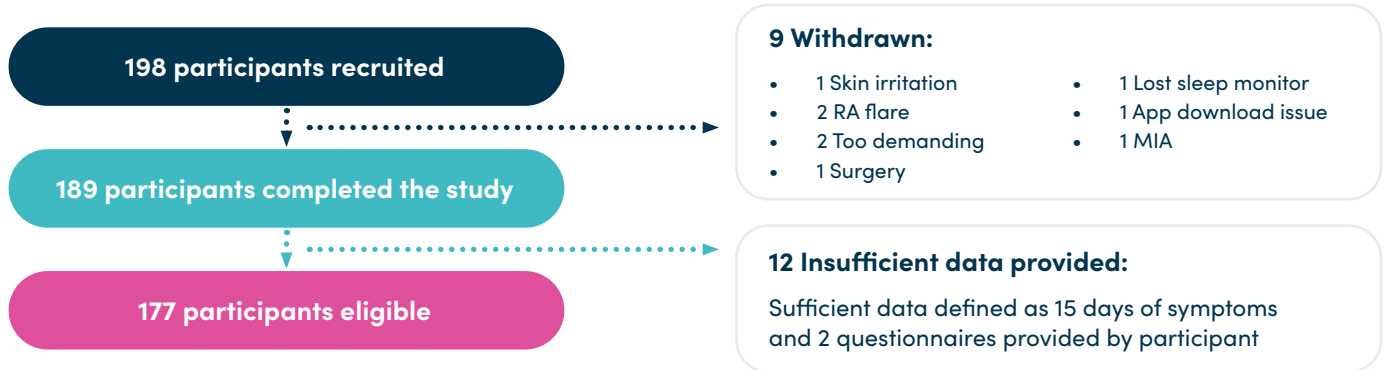 198 participants recruited
9 Withdrawn:
• 1 Skin irritation
• 2 RA flare
• 2 Too demanding
• 1 Surgery
• 1 Lost sleep monitor
• 1 App download issue
• 1 MIA
189 participants completed the study
12 Insufficient data provided:
Sufficient data defined as 15 days of symptoms
and 2 questionnaires provided by participant
177 participants eligible